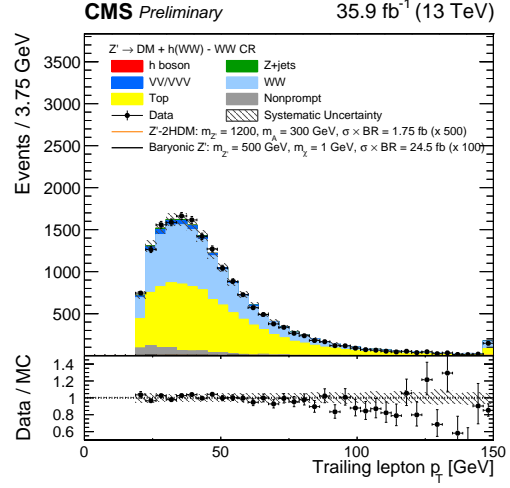 CMS Preliminary 35.9 fb⁻¹ (13 TeV)
Z' → DM + h(WW) - WW CR
h boson Z+jets
VV/VVV WW
Top Nonprompt
Data Systematic Uncertainty
Z'-2HDM: m_Z' = 1200, m_A = 300 GeV, σ × BR = 1.75 fb (x 500)
Baryonic Z': m_Z' = 500 GeV, m_χ = 1 GeV, σ × BR = 24.5 fb (x 100)
Events / 3.75 GeV
3500
3000
2500
2000
1500
1000
500
Data / MC
1.4
1.2
1
0.8
0.6
0 50 100 150
Trailing lepton p_T [GeV]